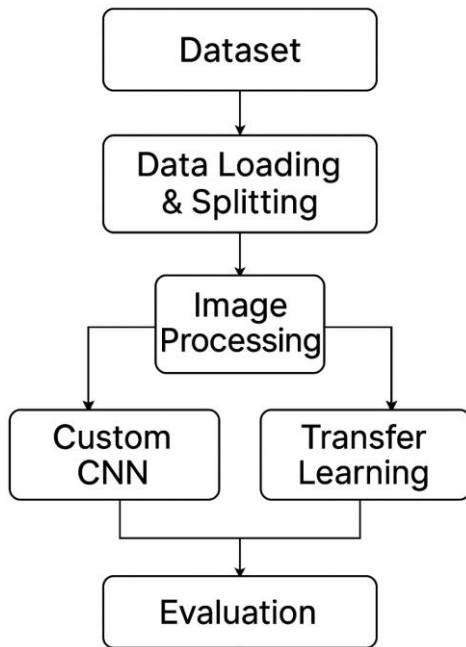 Dataset
Data Loading
& Splitting
Image
Processing
Custom
CNN
Transfer
Learning
Evaluation